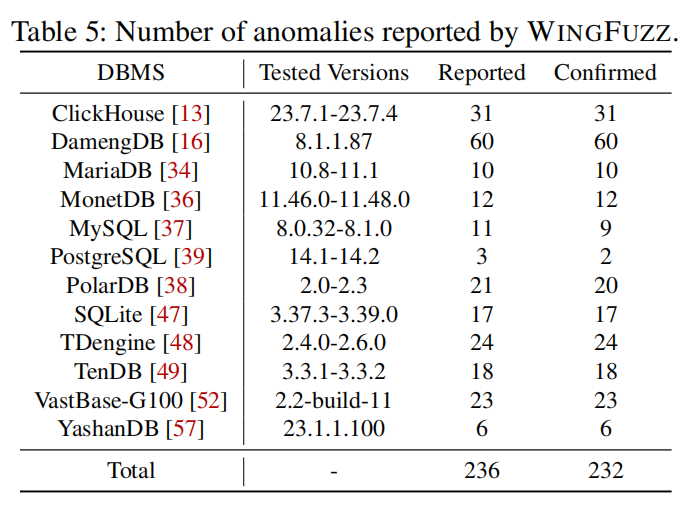 Table 5: Number of anomalies reported by WINGFUZZ.
DBMS Tested Versions Reported Confirmed
ClickHouse [13] 23.7.1-23.7.4 31 31
DamengDB [16] 8.1.1.87 60 60
MariaDB [34] 10.8-11.1 10 10
MonetDB [36] 11.46.0-11.48.0 12 12
MySQL [37] 8.0.32-8.1.0 11 9
PostgreSQL [39] 14.1-14.2 3 2
PolarDB [38] 2.0-2.3 21 20
SQLite [47] 3.37.3-3.39.0 17 17
TDengine [48] 2.4.0-2.6.0 24 24
TenDB [49] 3.3.1-3.3.2 18 18
VastBase-G100 [52] 2.2-build-11 23 23
YashanDB [57] 23.1.1.100 6 6
Total - 236 232